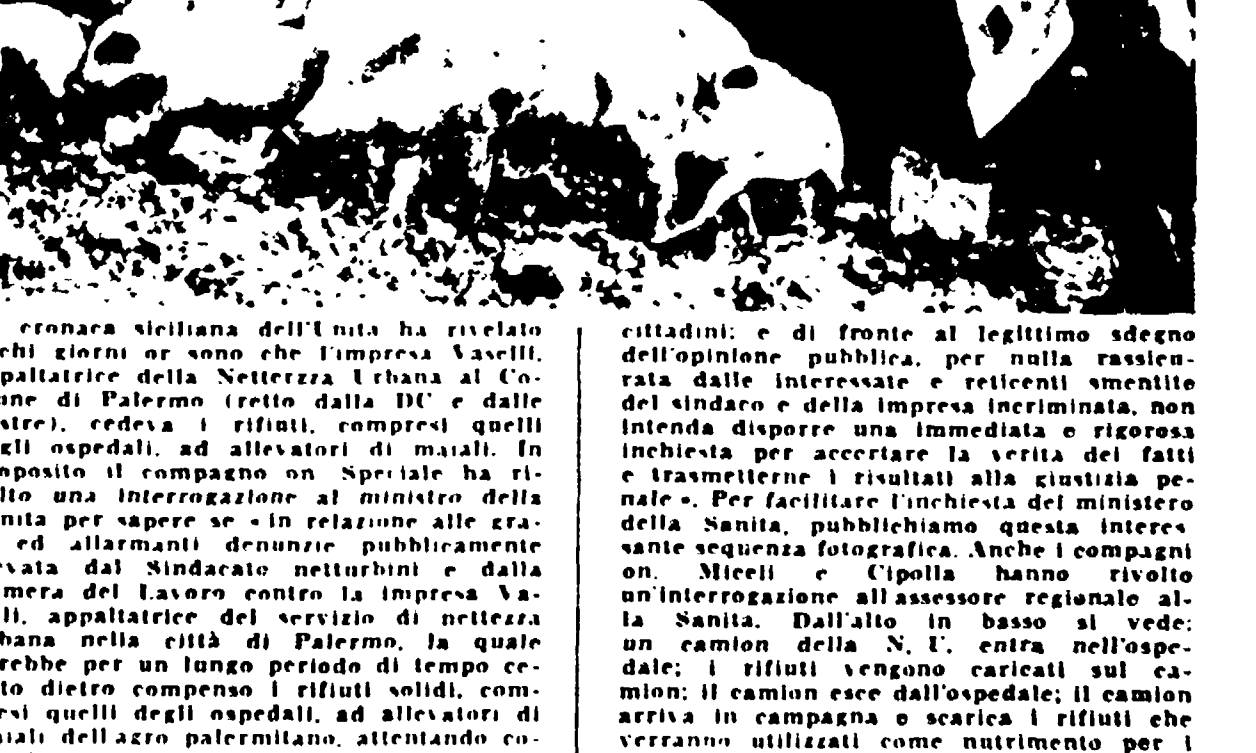 cronaca siciliana dell'Unità ha rivelato
chi giorni or sono che l'impresa Vaselli,
paltatrice della Netterzza Urbana al Co-
une di Palermo (retto dalla DC e dalle
stre), cedeva i rifiuti, compresi quelli
gli ospedali, ad allevatori di maiali. In
oposito il compagno on Speciale ha ri-
lto una interrogazione al ministro della
nità per sapere se « in relazione alle gra-
ed allarmanti denunzie pubblicamente
evata dal Sindacato netturbini e dalla
mera del Lavoro contro la impresa Va-
li, appaltatrice del servizio di nettezza
bana nella città di Palermo, la quale
rebbe per un lungo periodo di tempo ce-
to dietro compenso i rifiuti solidi, com-
esi quelli degli ospedali, ad allevatori di
iali dell'agro palermitano, attentando co-
cittadini; e di fronte al legittimo sdegno
dell'opinione pubblica, per nulla rassicu-
rata dalle interessate e reticenti smentite
del sindaco e della impresa incriminata, non
intenda disporre una immediata e rigorosa
inchiesta per accertare la verità dei fatti
e trasmetterne i risultati alla giustizia pe-
nale ». Per facilitare l'inchiesta del ministero
della Sanità, pubblichiamo questa interes-
sante sequenza fotografica. Anche i compagni
on. Miceli e Cipolla hanno rivolto
un'interrogazione all'assessore regionale al-
la Sanità. Dall'alto in basso si vede:
un camion della N. U. entra nell'ospe-
dale; i rifiuti vengono caricati sul ca-
mion; il camion esce dall'ospedale; il camion
arriva in campagna e scarica i rifiuti che
verranno utilizzati come nutrimento per i